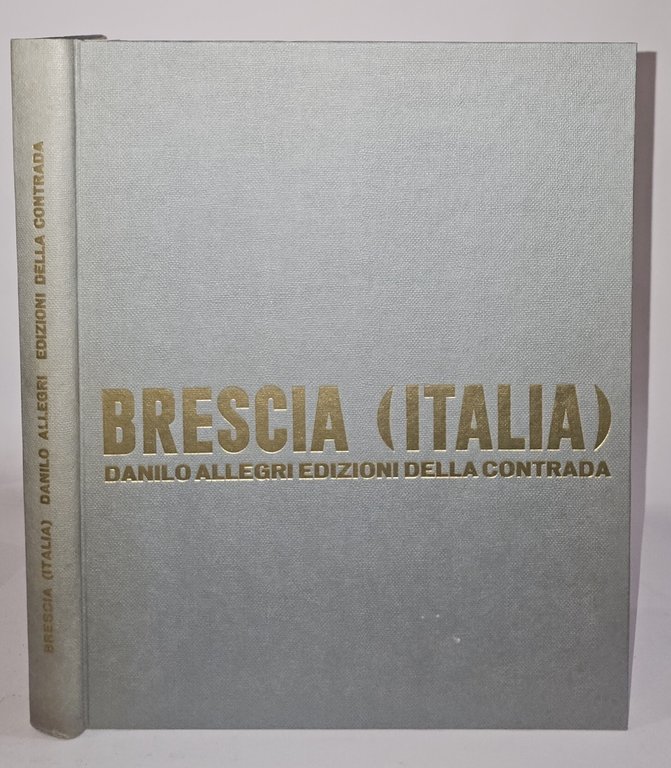 BRESCIA (ITALIA) DANILO ALLEGRI EDIZIONI DELLA CONTRADA
BRESCIA (ITALIA)
DANILO ALLEGRI EDIZIONI DELLA CONTRADA